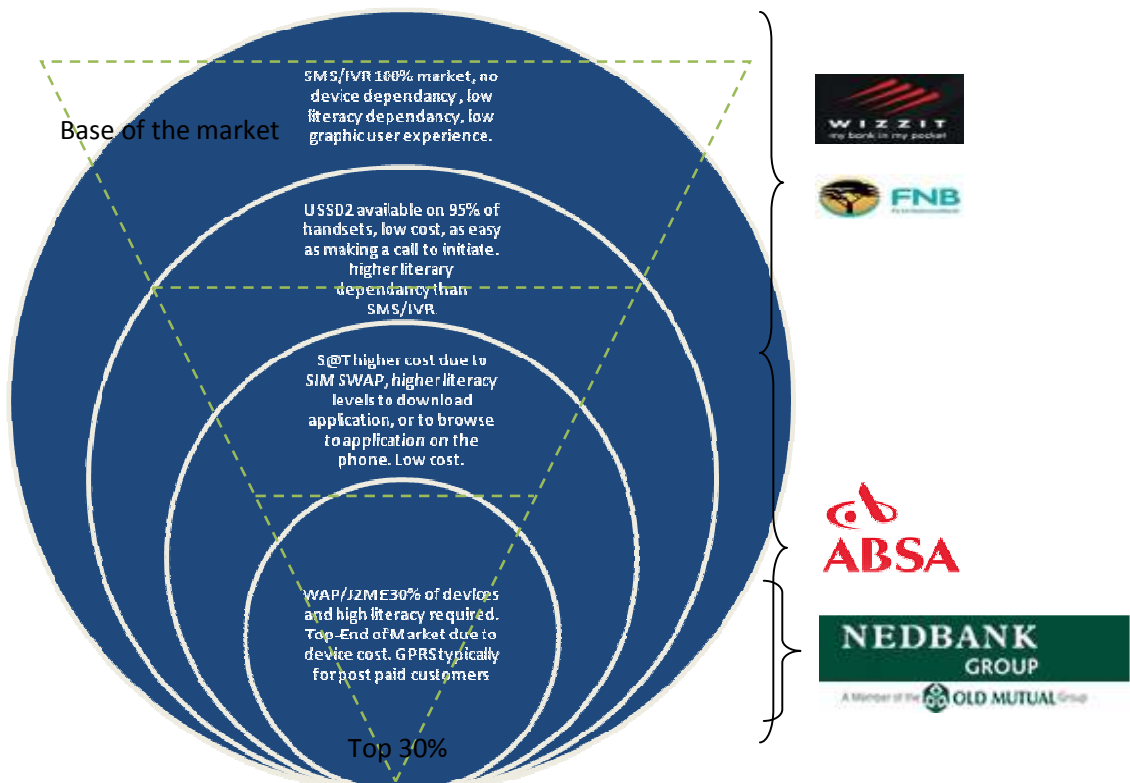 SMS/IVR 100% market, no
device dependancy , low
literacy dependancy, low
graphic user experience.
Base of the market
USSD2 available on 95% of
handsets, low cost, as easy
as making a call to initiate.
higher literary
dependancy than
SMS/IVR
S@T higher cost due to
SIM SWAP, higher literacy
levels to download
application, or to browse
to application on the
phone. Low cost.
WAP/J2ME 30% of devices
and high literacy required.
Top-End of Market due to
device cost. GPRS typically
for post paid customers
Top 30%
WIZZIT
my bank in my pocket
FNB
ABSA
NEDBANK
GROUP
A Member of the OLD MUTUAL Group